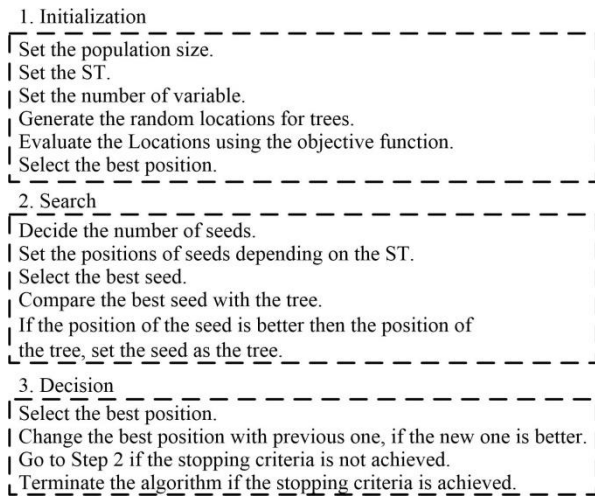 1. Initialization
Set the population size.
Set the ST.
Set the number of variable.
Generate the random locations for trees.
Evaluate the Locations using the objective function.
Select the best position.
2. Search
Decide the number of seeds.
Set the positions of seeds depending on the ST.
Select the best seed.
Compare the best seed with the tree.
If the position of the seed is better then the position of
the tree, set the seed as the tree.
3. Decision
Select the best position.
Change the best position with previous one, if the new one is better.
Go to Step 2 if the stopping criteria is not achieved.
Terminate the algorithm if the stopping criteria is achieved.